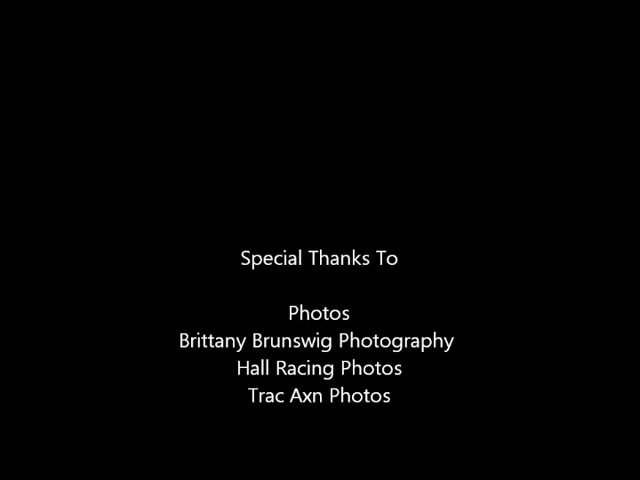 Special Thanks To
Photos
Brittany Brunswig Photography
Hall Racing Photos
Trac Axn Photos